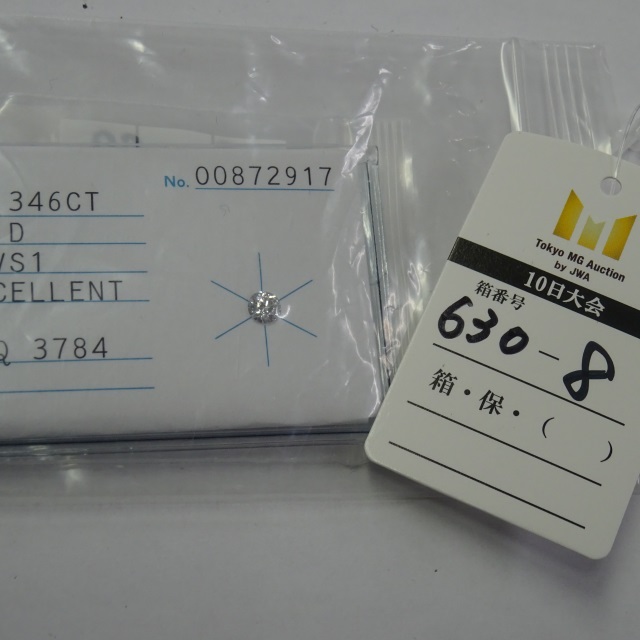 No. 00872917
346CT
D
VS1
CELLENT
Q 3784
Tokyo MG Auction
by JWA
10日大会
箱番号
630-8
箱・保・（　　）